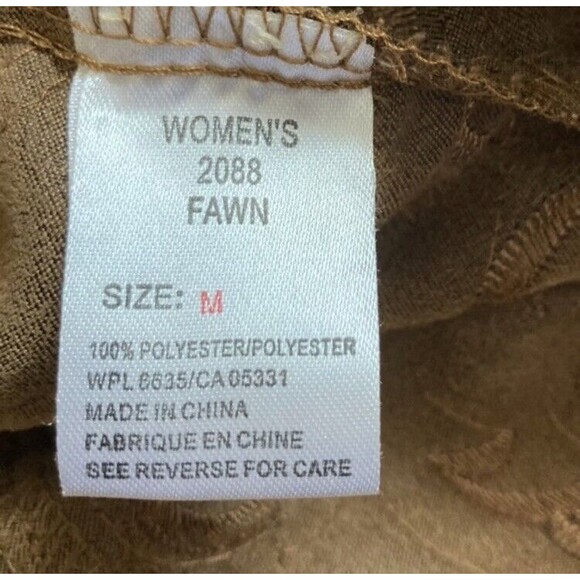 WOMEN'S
2088
FAWN
SIZE: M
100% POLYESTER/POLYESTER
WPL 8635/CA 05331
MADE IN CHINA
FABRIQUE EN CHINE
SEE REVERSE FOR CARE